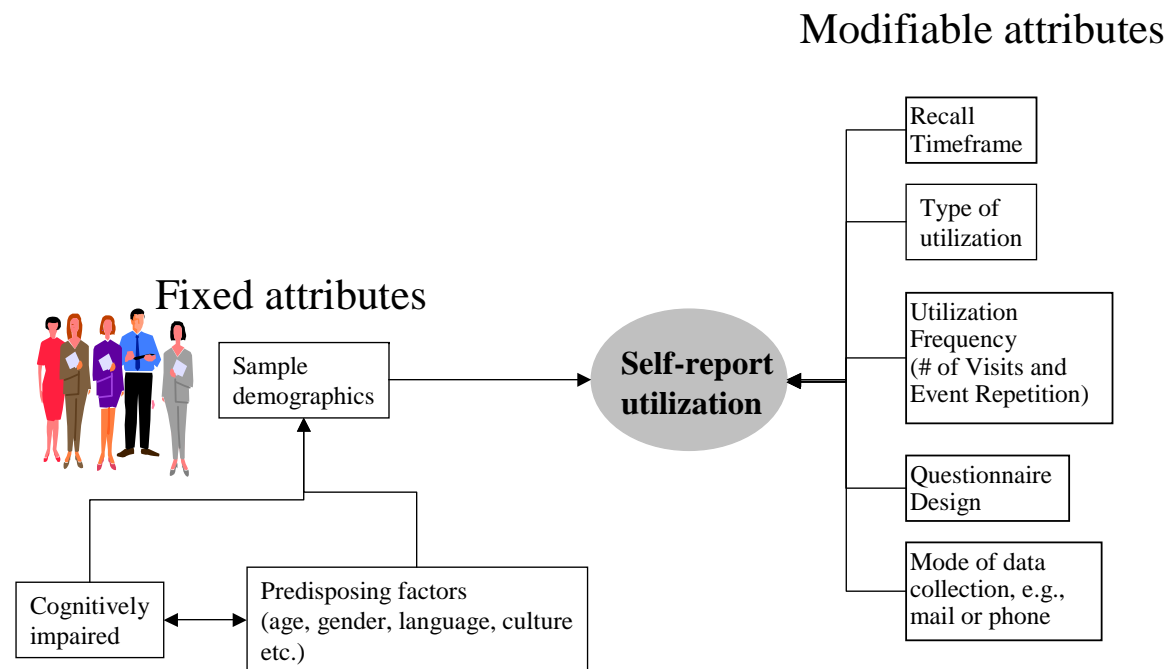 Modifiable attributes
Recall
Timeframe
Type of
utilization
Fixed attributes
Utilization
Frequency
(# of Visits and
Event Repetition)
Sample
demographics
Self-report
utilization
Questionnaire
Design
Mode of data
collection, e.g.,
mail or phone
Cognitively
impaired
Predisposing factors
(age, gender, language, culture
etc.)